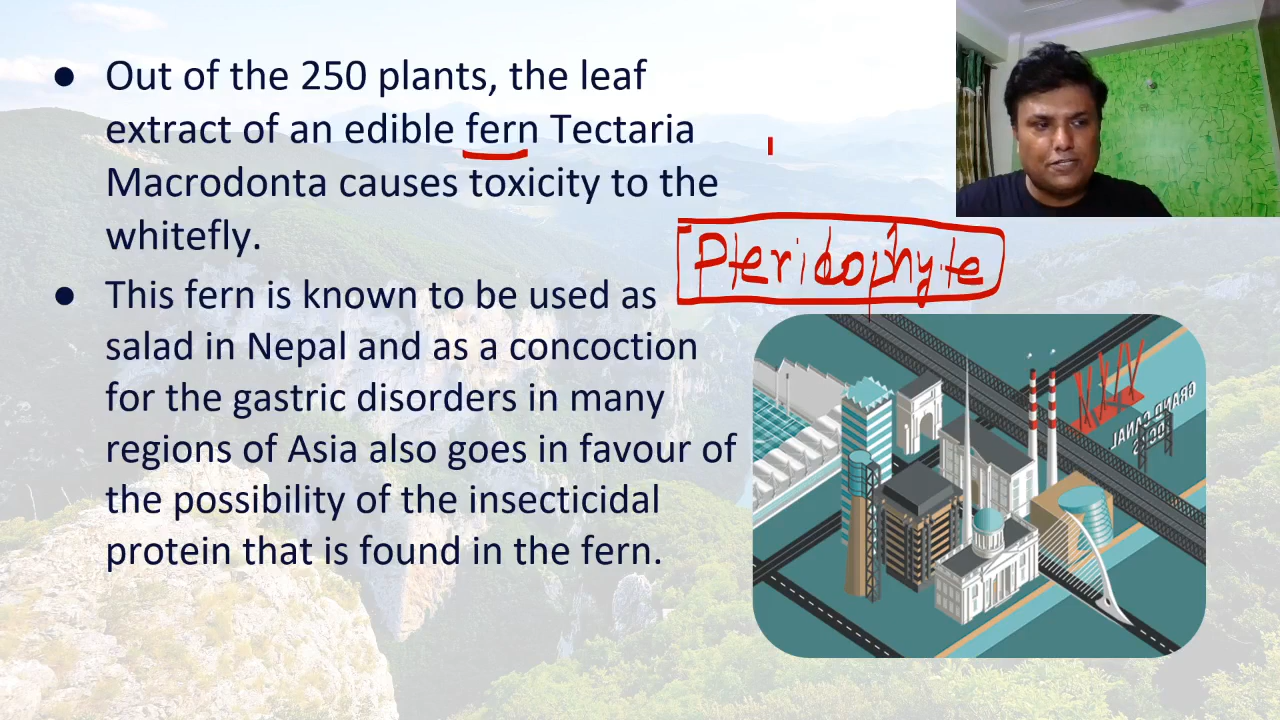 Out of the 250 plants, the leaf
extract of an edible fern Tectaria
Macrodonta causes toxicity to the
whitefly.
Pteridophyte
This fern is known to be used as
salad in Nepal and as a concoction
for the gastric disorders in many
regions of Asia also goes in favour of
the possibility of the insecticidal
protein that is found in the fern.
GRAND CANAL
DOCK